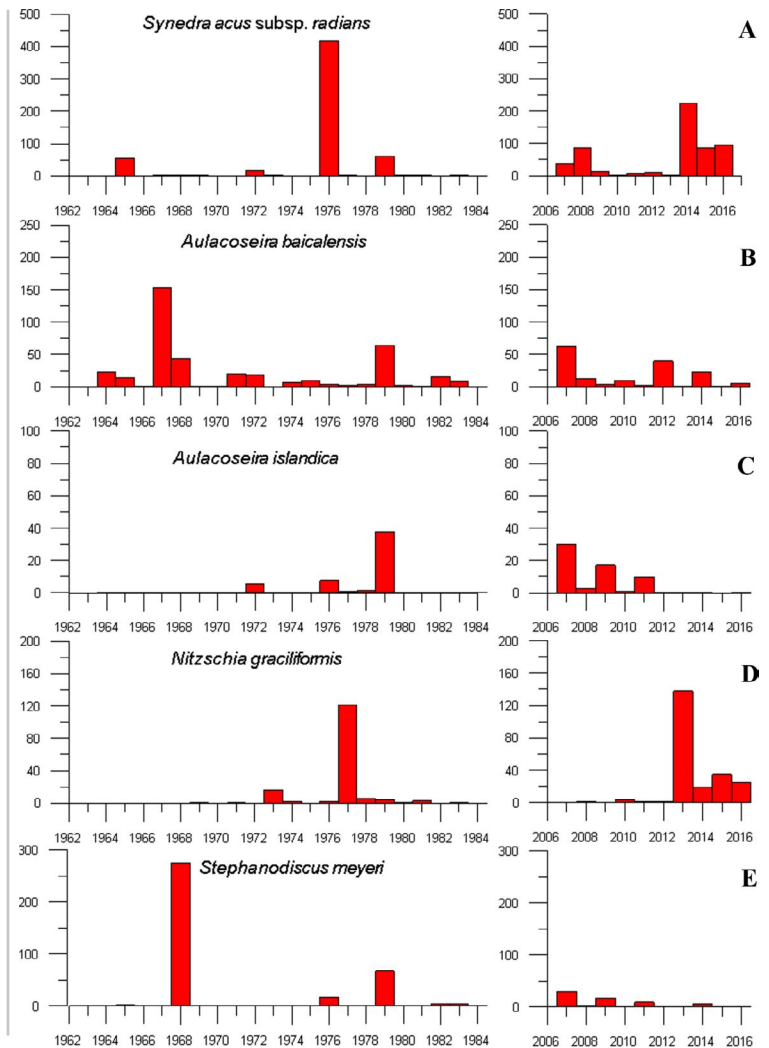 Synedra acus subsp. radians
A
500
400
300
200
100
0
1962 1964 1966 1968 1970 1972 1974 1976 1978 1980 1982 1984
500
400
300
200
100
0
2006 2008 2010 2012 2014 2016
Aulacoseira baicalensis
B
250
200
150
100
50
0
1962 1964 1966 1968 1970 1972 1974 1976 1978 1980 1982 1984
250
200
150
100
50
0
2006 2008 2010 2012 2014 2016
Aulacoseira islandica
C
100
80
60
40
20
0
1962 1964 1966 1968 1970 1972 1974 1976 1978 1980 1982 1984
100
80
60
40
20
0
2006 2008 2010 2012 2014 2016
Nitzschia graciliformis
D
200
160
120
80
40
0
1962 1964 1966 1968 1970 1972 1974 1976 1978 1980 1982 1984
200
160
120
80
40
0
2006 2008 2010 2012 2014 2016
Stephanodiscus meyeri
E
300
200
100
0
1962 1964 1966 1968 1970 1972 1974 1976 1978 1980 1982 1984
300
200
100
0
2006 2008 2010 2012 2014 2016